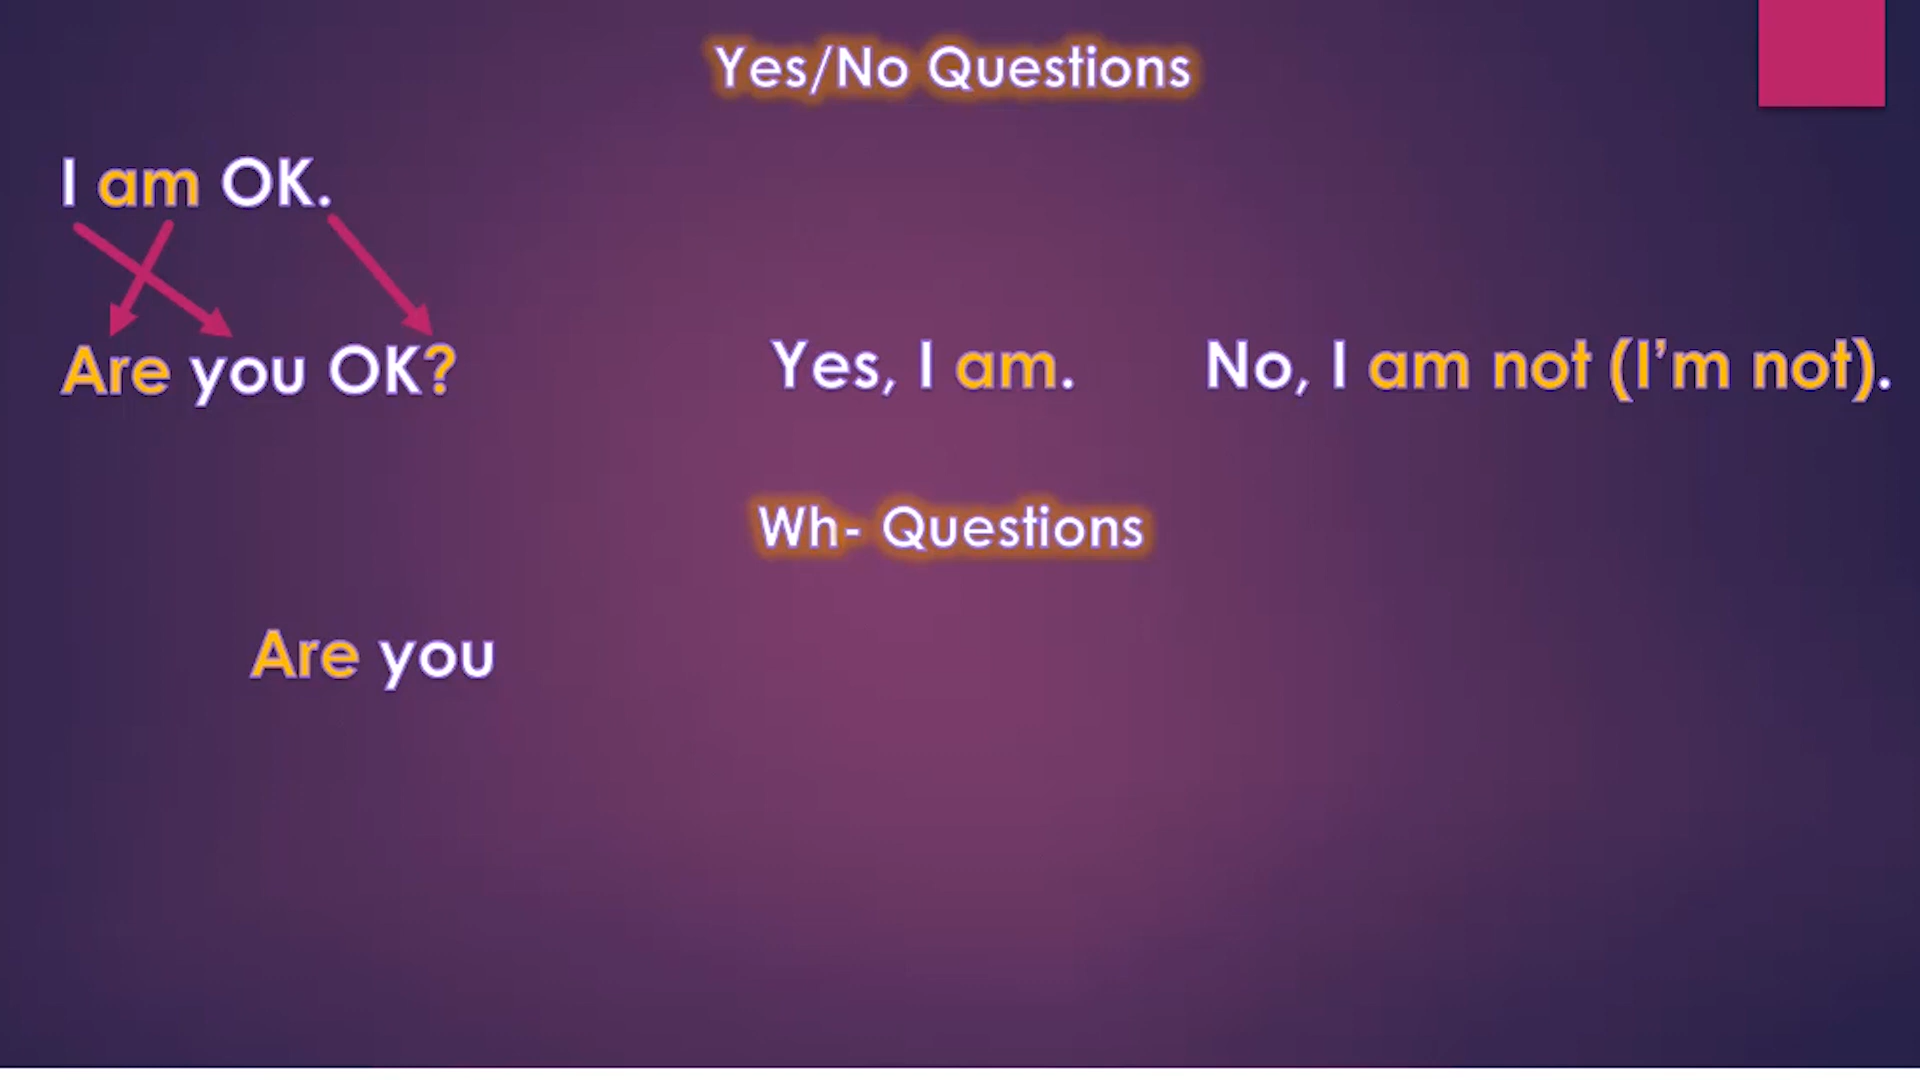 Yes/No Questions
I am OK.
Are you OK? Yes, I am. No, I am not (I’m not).
Wh- Questions
Are you